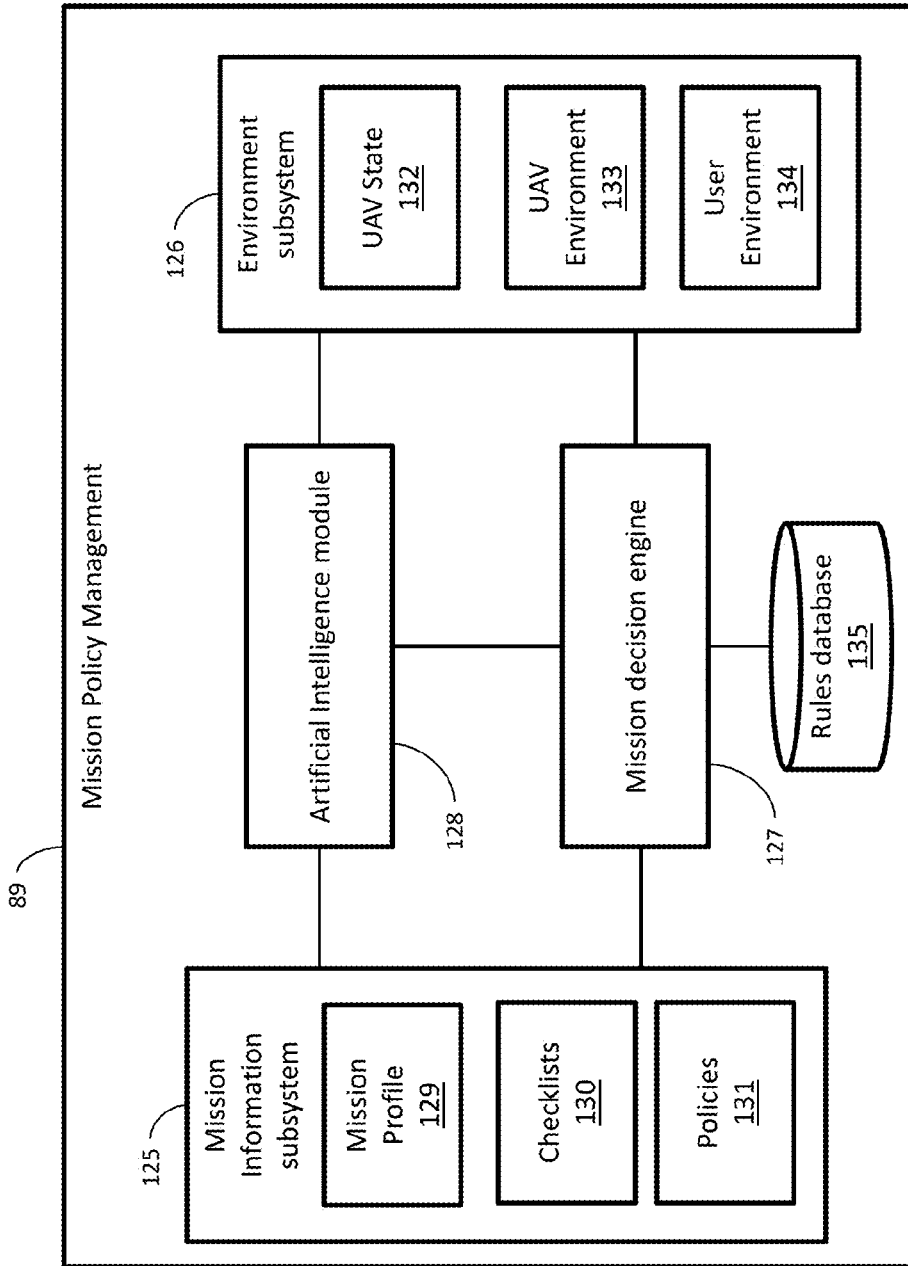 89
Mission Policy Management
125
Mission
Information
subsystem
Mission
Profile
129
Checklists
130
Policies
131
Artificial Intelligence module
128
Mission decision engine
127
Rules database
135
126
Environment
subsystem
UAV State
132
UAV
Environment
133
User
Environment
134